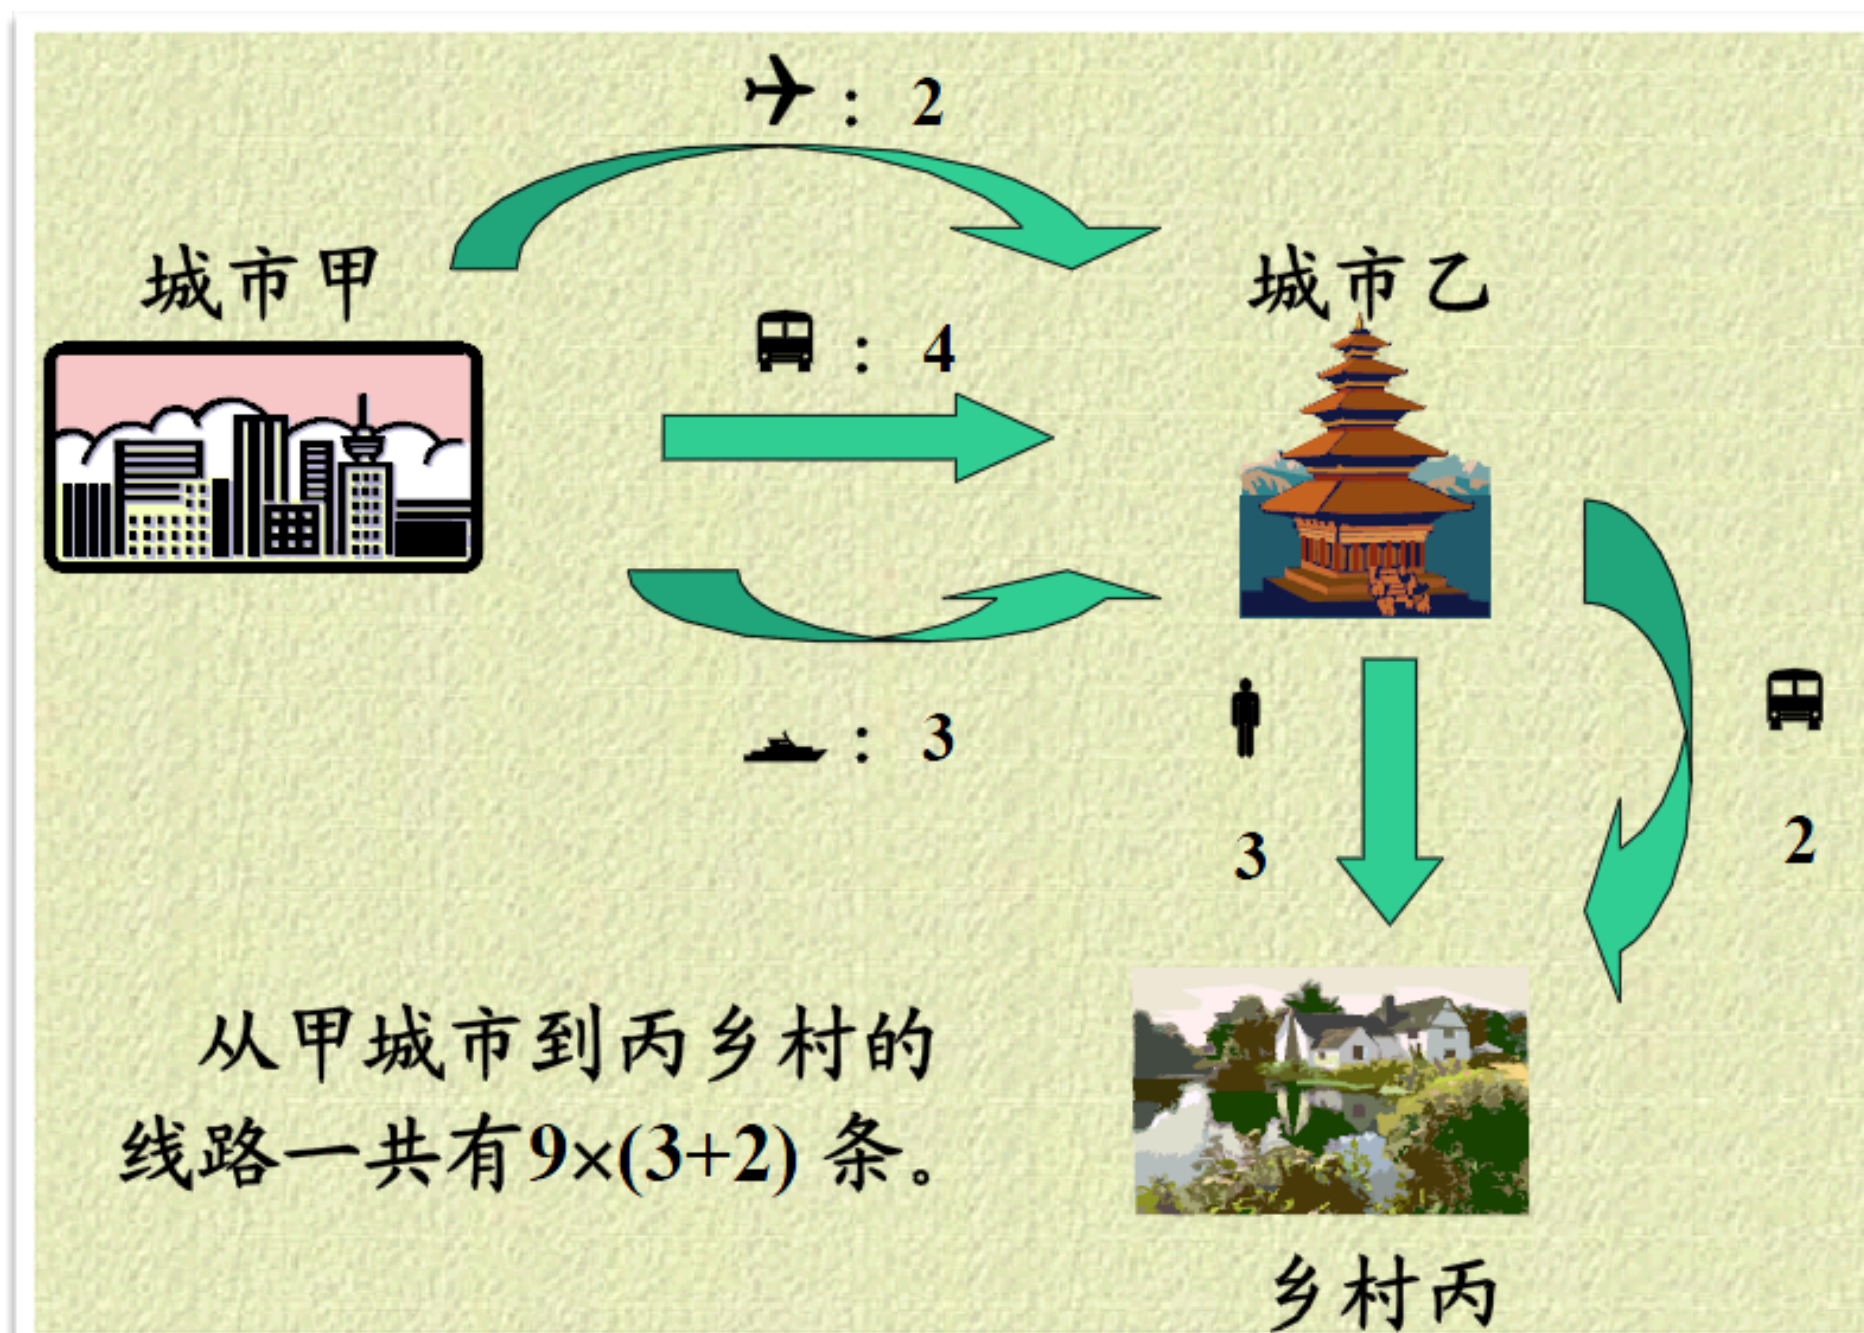 ： 2
城市甲
城市乙
： 4
： 3
3
2
从甲城市到丙乡村的
线路一共有9×(3+2) 条。
乡村丙